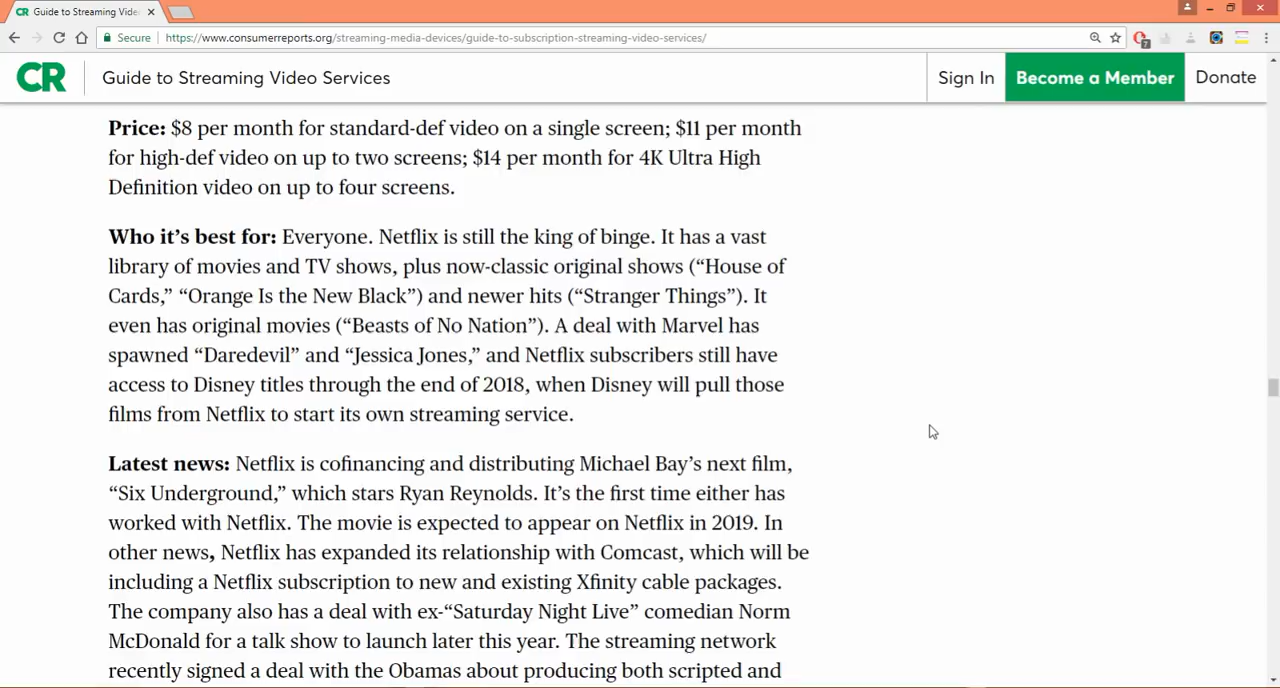 CR Guide to Streaming Vide
Secure https://www.consumerreports.org/streaming-media-devices/guide-to-subscription-streaming-video-services/
7
CR Guide to Streaming Video Services Sign In Become a Member Donate
Price: $8 per month for standard-def video on a single screen; $11 per month
for high-def video on up to two screens; $14 per month for 4K Ultra High
Definition video on up to four screens.
Who it’s best for: Everyone. Netflix is still the king of binge. It has a vast
library of movies and TV shows, plus now-classic original shows (“House of
Cards,” “Orange Is the New Black”) and newer hits (“Stranger Things”). It
even has original movies (“Beasts of No Nation”). A deal with Marvel has
spawned “Daredevil” and “Jessica Jones,” and Netflix subscribers still have
access to Disney titles through the end of 2018, when Disney will pull those
films from Netflix to start its own streaming service.
Latest news: Netflix is cofinancing and distributing Michael Bay’s next film,
“Six Underground,” which stars Ryan Reynolds. It’s the first time either has
worked with Netflix. The movie is expected to appear on Netflix in 2019. In
other news, Netflix has expanded its relationship with Comcast, which will be
including a Netflix subscription to new and existing Xfinity cable packages.
The company also has a deal with ex-“Saturday Night Live” comedian Norm
McDonald for a talk show to launch later this year. The streaming network
recently signed a deal with the Obamas about producing both scripted and